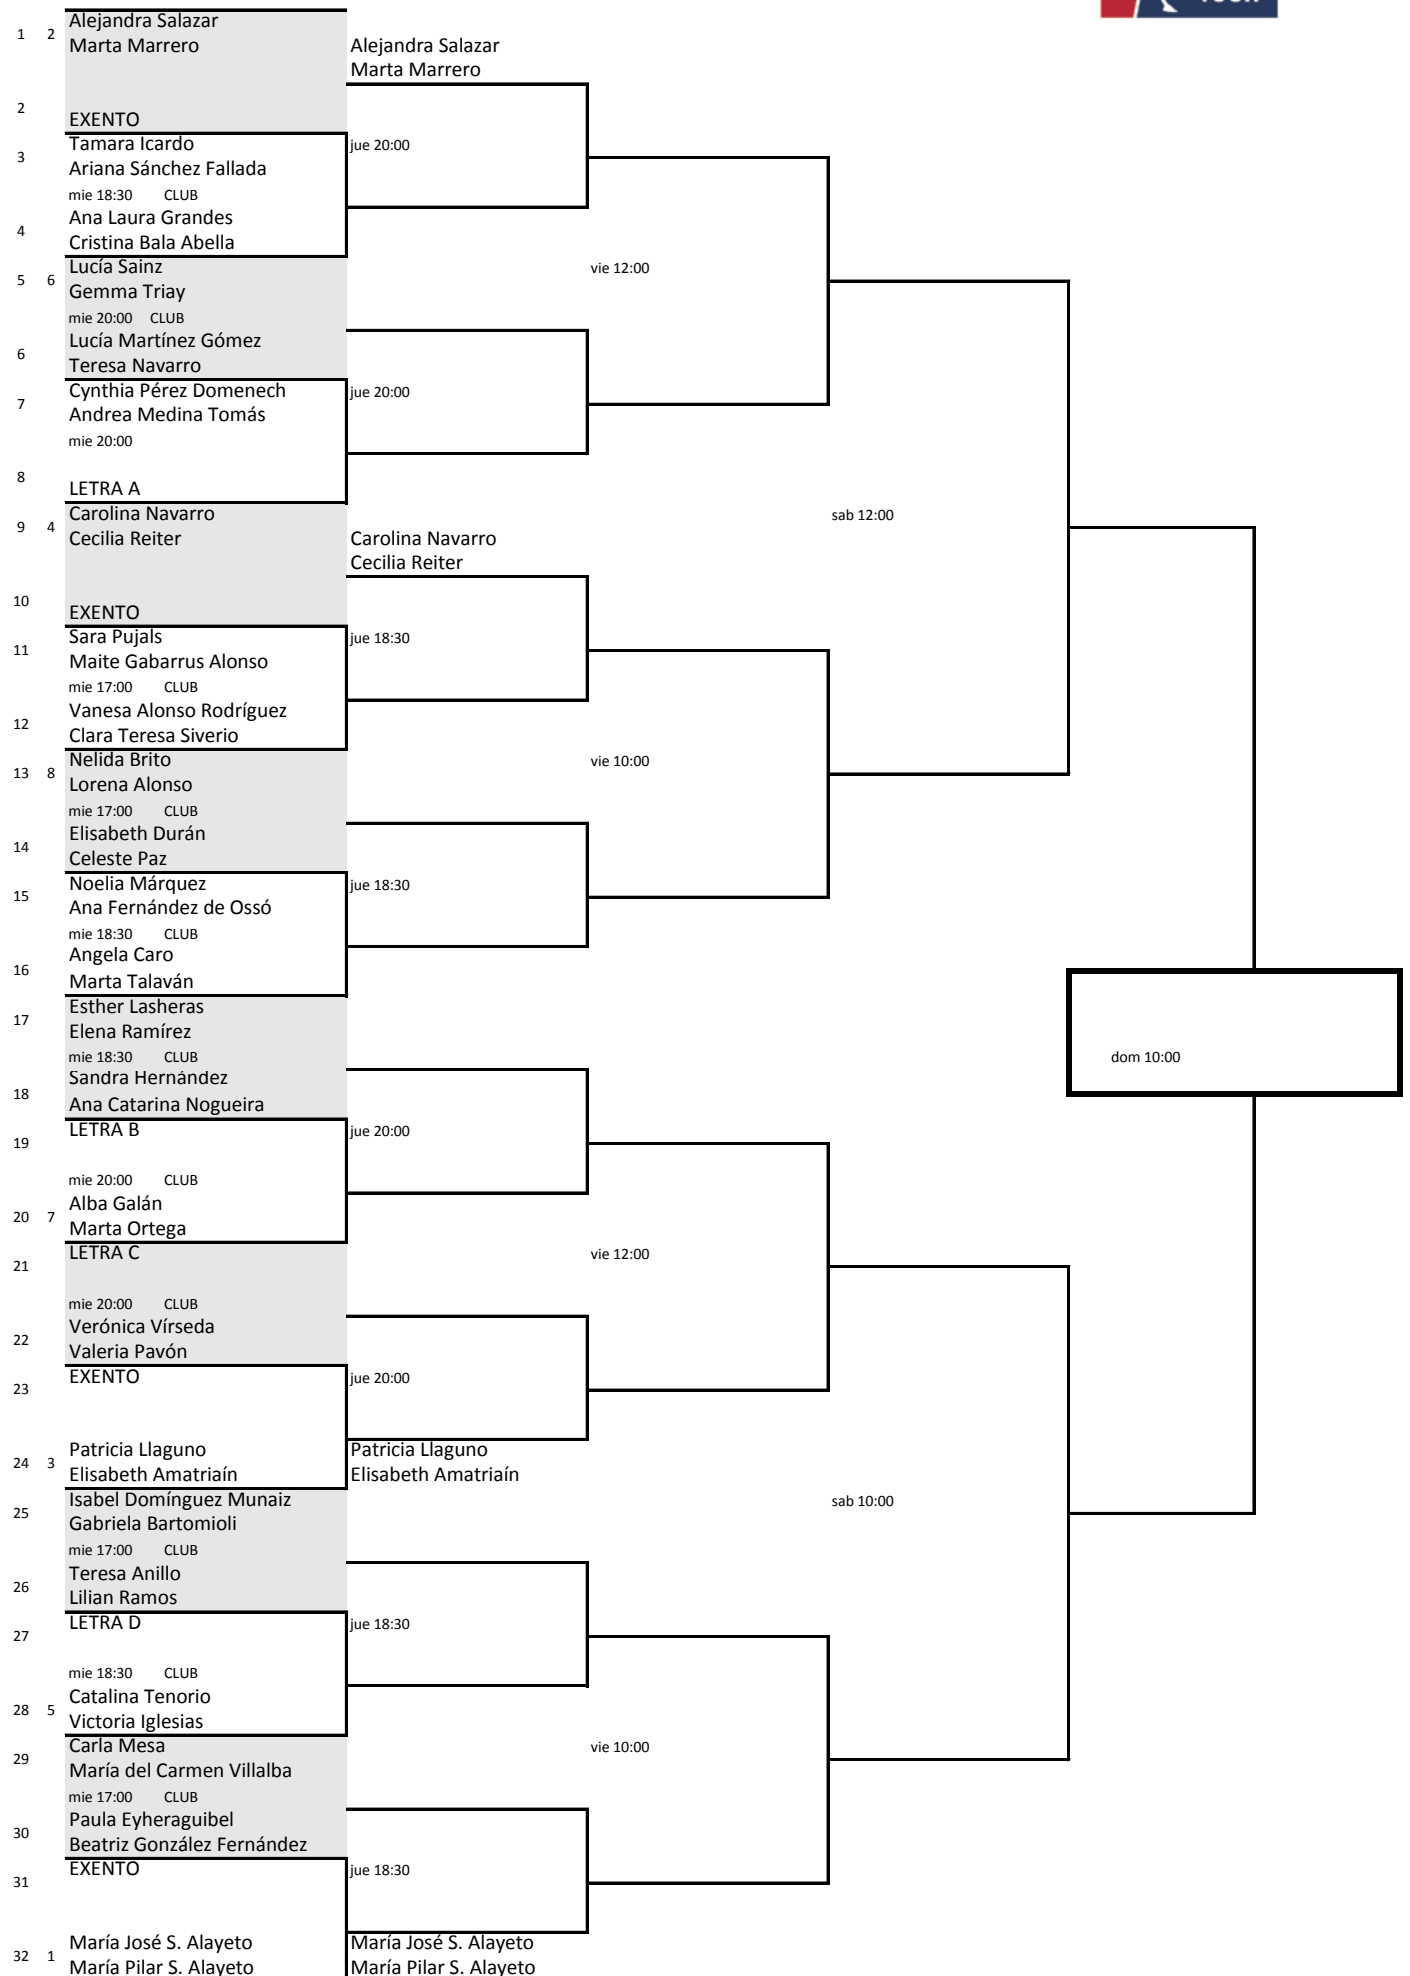 TOUR
1 2 Alejandra Salazar
Marta Marrero
Alejandra Salazar
Marta Marrero
2
EXENTO
3 Tamara Icardo
Ariana Sánchez Fallada
jue 20:00
mie 18:30 CLUB
4 Ana Laura Grandes
Cristina Bala Abella
5 6 Lucía Sainz
Gemma Triay
vie 12:00
mie 20:00 CLUB
6 Lucía Martínez Gómez
Teresa Navarro
7 Cynthia Pérez Domenech
Andrea Medina Tomás
jue 20:00
mie 20:00
8
LETRA A
9 4 Carolina Navarro
Cecilia Reiter
Carolina Navarro
Cecilia Reiter
sab 12:00
10
EXENTO
11 Sara Pujals
Maite Gabarrus Alonso
jue 18:30
mie 17:00 CLUB
12 Vanesa Alonso Rodríguez
Clara Teresa Siverio
13 8 Nelida Brito
Lorena Alonso
vie 10:00
mie 17:00 CLUB
14 Elisabeth Durán
Celeste Paz
15 Noelia Márquez
Ana Fernández de Ossó
jue 18:30
mie 18:30 CLUB
16 Angela Caro
Marta Talaván
17 Esther Lasheras
Elena Ramírez
mie 18:30 CLUB
dom 10:00
18 Sandra Hernández
Ana Catarina Nogueira
19 LETRA B
jue 20:00
mie 20:00 CLUB
20 7 Alba Galán
Marta Ortega
21 LETRA C
vie 12:00
mie 20:00 CLUB
22 Verónica Vírseda
Valeria Pavón
23 EXENTO
jue 20:00
24 3 Patricia Llaguno
Elisabeth Amatriaín
Patricia Llaguno
Elisabeth Amatriaín
25 Isabel Domínguez Munaiz
Gabriela Bartomioli
sab 10:00
mie 17:00 CLUB
26 Teresa Anillo
Lilian Ramos
27 LETRA D
jue 18:30
mie 18:30 CLUB
28 5 Catalina Tenorio
Victoria Iglesias
29 Carla Mesa
María del Carmen Villalba
vie 10:00
mie 17:00 CLUB
30 Paula Eyheraguibel
Beatriz González Fernández
31 EXENTO
jue 18:30
32 1 María José S. Alayeto
María Pilar S. Alayeto
María José S. Alayeto
María Pilar S. Alayeto